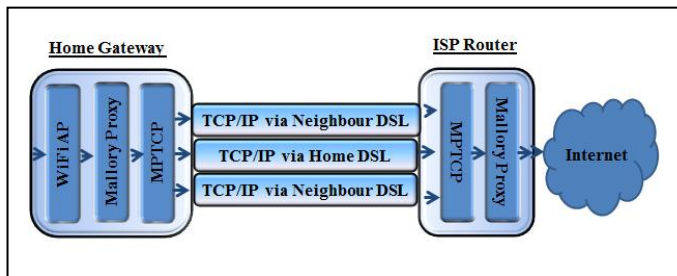 Home Gateway
ISP Router
WiFi AP
Mallory Proxy
MPTCP
TCP/IP via Neighbour DSL
TCP/IP via Home DSL
TCP/IP via Neighbour DSL
MPTCP
Mallory Proxy
Internet